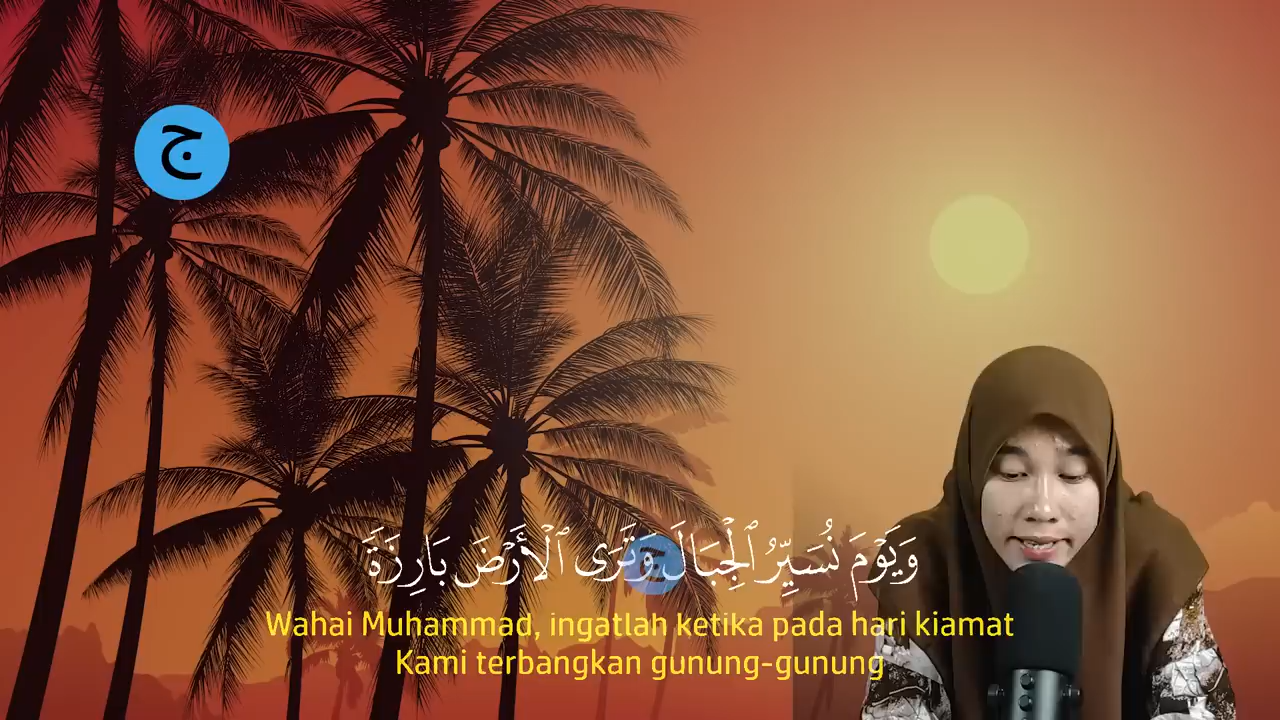 ج
وَيَوْمَ نُسَيِّرُ ٱلْجِبَالَ وَتَرَى ٱلْأَرْضَ بَارِزَةً
ج
Wahai Muhammad, ingatlah ketika pada hari kiamat
Kami terbangkan gunung-gunung